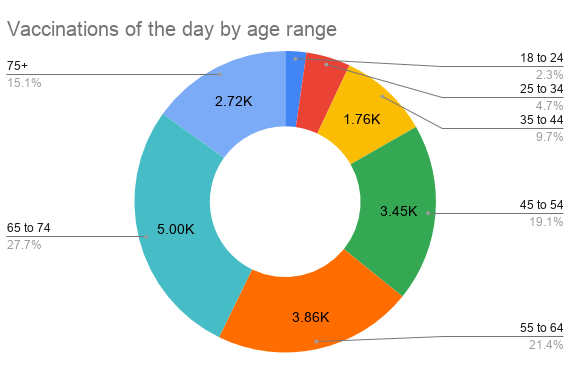 Vaccinations of the day by age range
18 to 24
2.3%
25 to 34
4.7%
35 to 44
9.7%
45 to 54
19.1%
55 to 64
21.4%
65 to 74
27.7%
75+
15.1%
2.72K
1.76K
3.45K
3.86K
5.00K